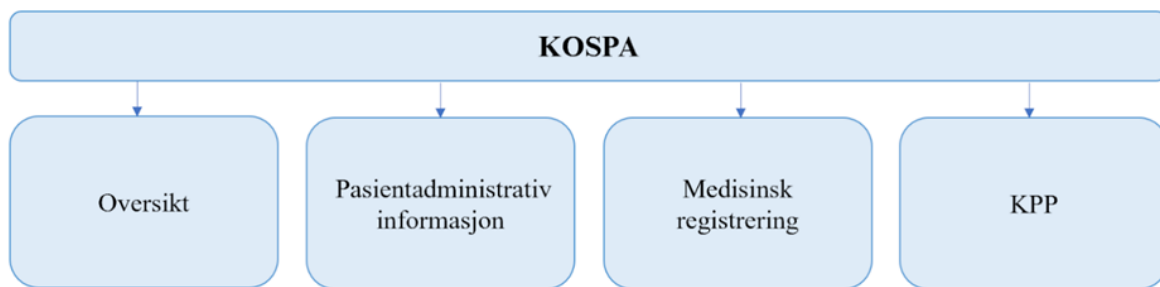 KOSPA
Oversikt
Pasientadministrativ
informasjon
Medisinsk
registrering
KPP